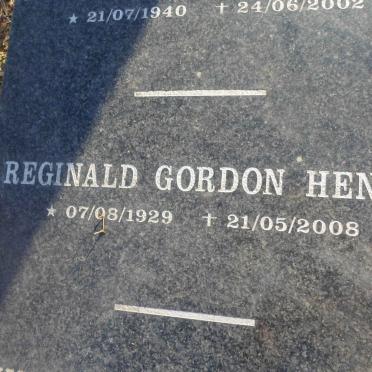 ★ 21/07/1940 ✝ 24/06/2002
REGINALD GORDON HEN
★ 07/08/1929 ✝ 21/05/2008